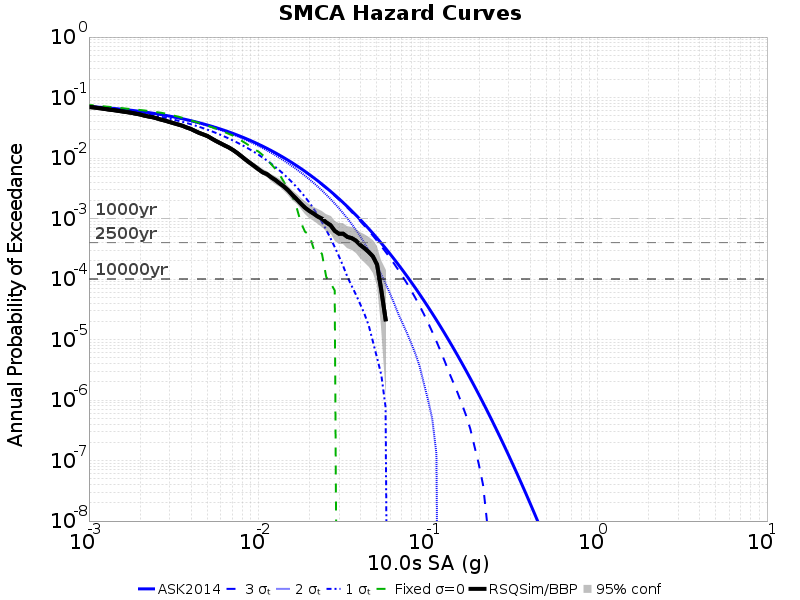 SMCA Hazard Curves
Annual Probability of Exceedance
10⁰
10⁻¹
10⁻²
10⁻³
10⁻⁴
10⁻⁵
10⁻⁶
10⁻⁷
10⁻⁸
1000yr
2500yr
10000yr
10⁻³ 10⁻² 10⁻¹ 10⁰ 10¹
10.0s SA (g)
ASK2014 3 σₜ 2 σₜ 1 σₜ Fixed σ=0 RSQSim/BBP 95% conf